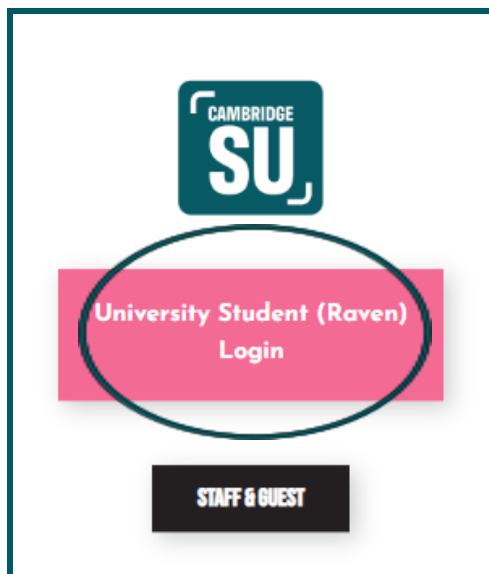 CAMBRIDGE
SU
University Student (Raven)
Login
STAFF & GUEST